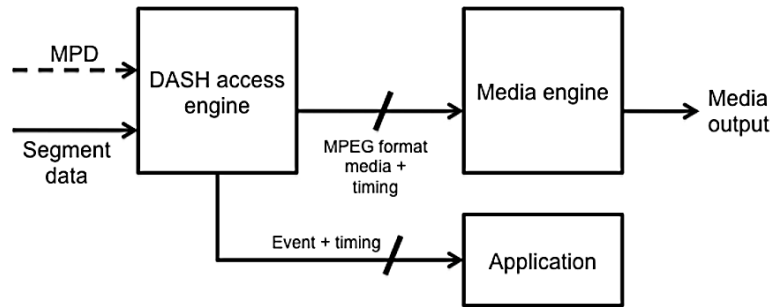 MPD
DASH access
engine
Segment
data
MPEG format
media +
timing
Media engine
Media
output
Event + timing
Application